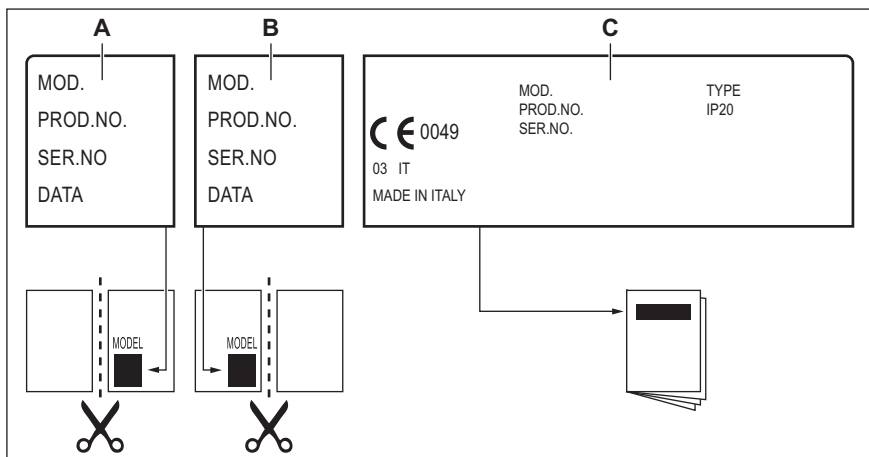 A
B
C
MOD.
PROD.NO.
SER.NO
DATA
MOD.
PROD.NO.
SER.NO
DATA
MOD.
PROD.NO.
SER.NO.
TYPE
IP20
CE 0049
03 IT
MADE IN ITALY
MODEL
MODEL